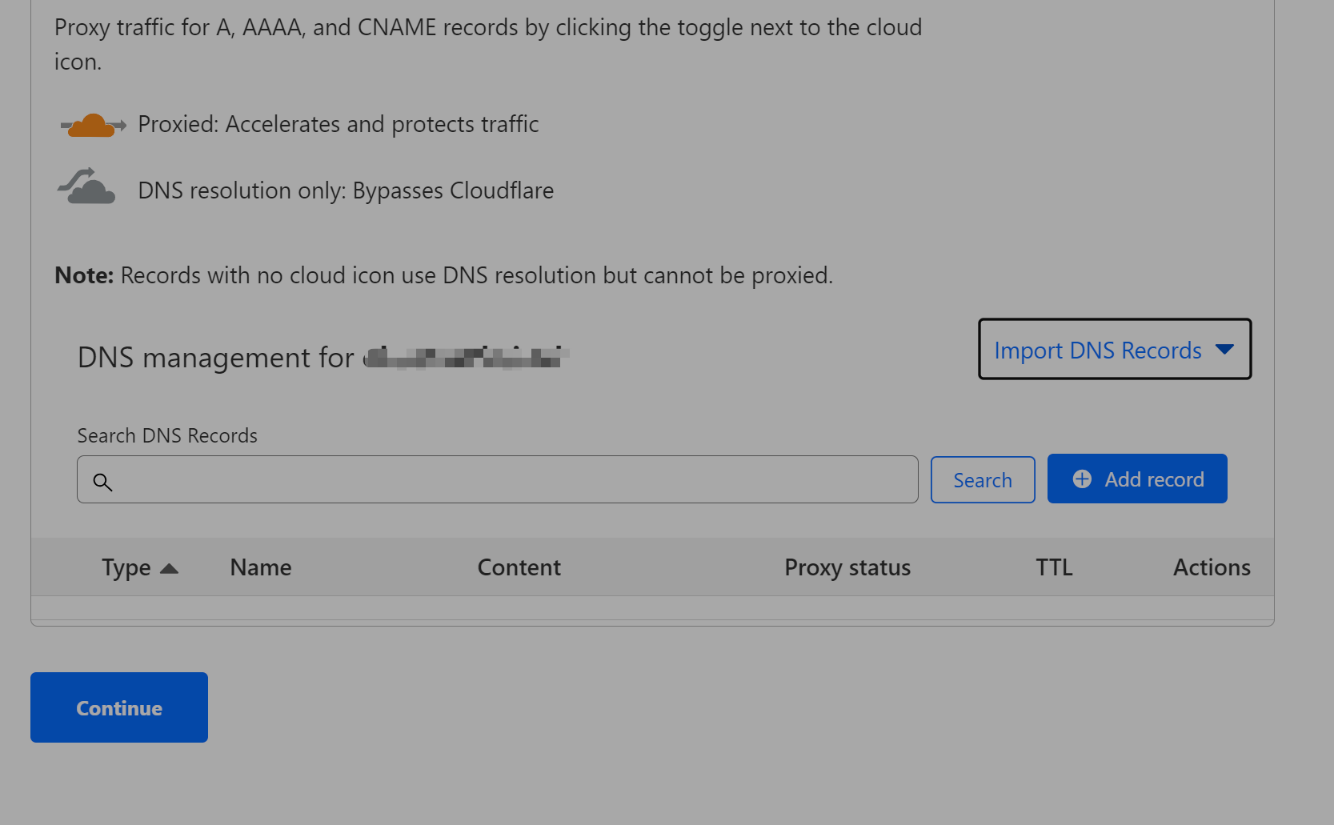 Proxy traffic for A, AAAA, and CNAME records by clicking the toggle next to the cloud
icon.
Proxied: Accelerates and protects traffic
DNS resolution only: Bypasses Cloudflare
Note: Records with no cloud icon use DNS resolution but cannot be proxied.
DNS management for
Import DNS Records
Search DNS Records
Search
Add record
Type
Name
Content
Proxy status
TTL
Actions
Continue